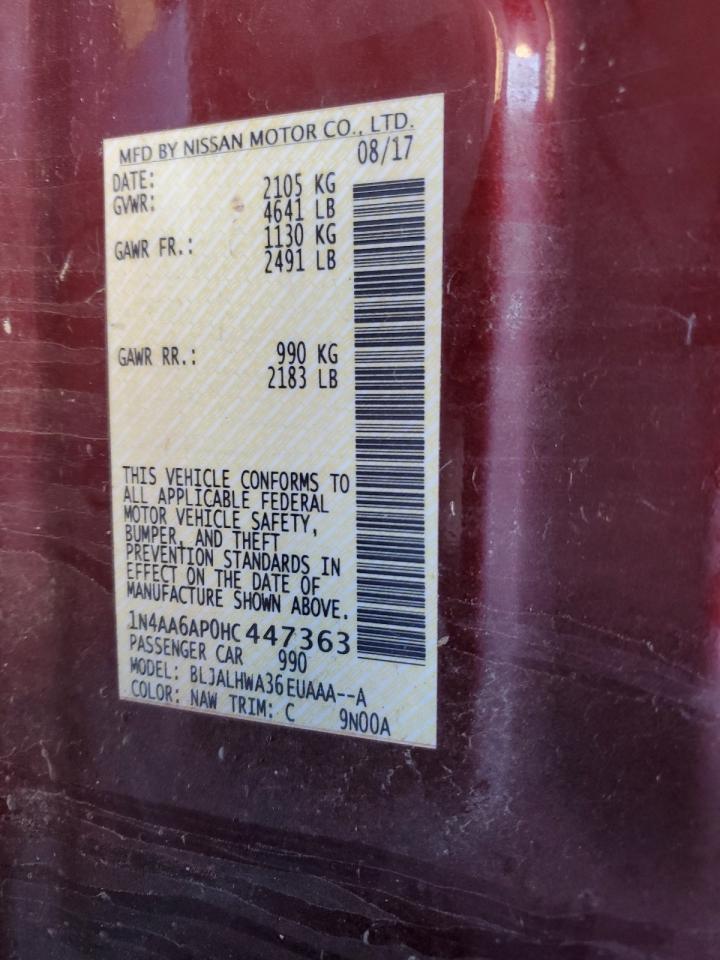 MFD BY NISSAN MOTOR CO., LTD.
DATE: 08/17
GVWR: 2105 KG
4641 LB
GAWR FR.: 1130 KG
2491 LB
GAWR RR.: 990 KG
2183 LB
THIS VEHICLE CONFORMS TO
ALL APPLICABLE FEDERAL
MOTOR VEHICLE SAFETY,
BUMPER, AND THEFT
PREVENTION STANDARDS IN
EFFECT ON THE DATE OF
MANUFACTURE SHOWN ABOVE.
1N4AA6AP0HC447363
PASSENGER CAR 990
MODEL: BLJALHWA36EUAAA--A
COLOR: NAW TRIM: C 9N00A